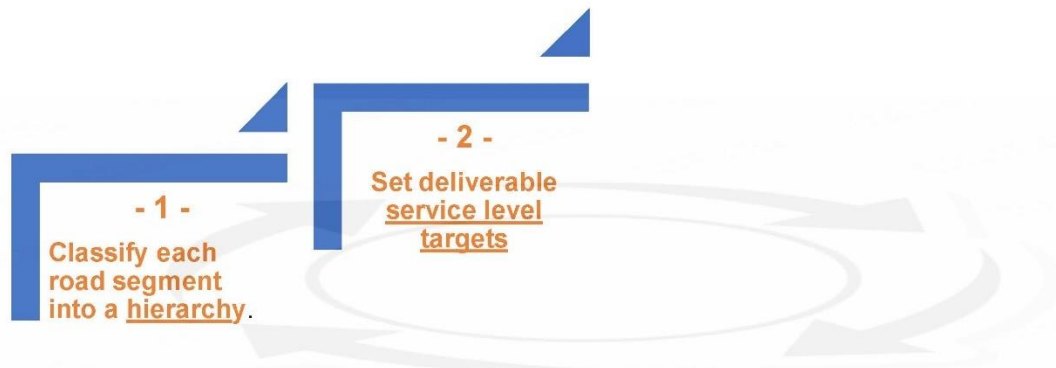 - 1 -
Classify each
road segment
into a hierarchy.
- 2 -
Set deliverable
service level
targets